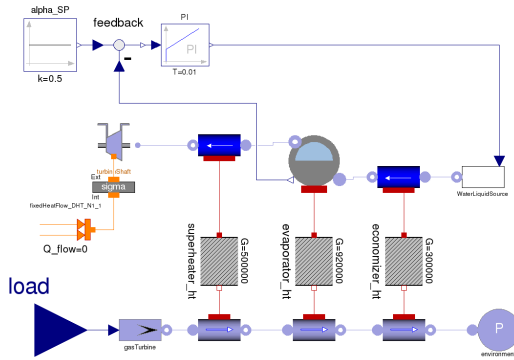 alpha_SP
feedback
PI
PI
k=0.5
T=0.01
turbineShaft
Ext
sigma
Int
WaterLiquidSource
fixedHeatFlow_DHT_N1_1
Q_flow=0
superheater_ht
G=500000
evaporator_ht
G=920000
economizer_ht
G=300000
load
P
gasTurbine
environment